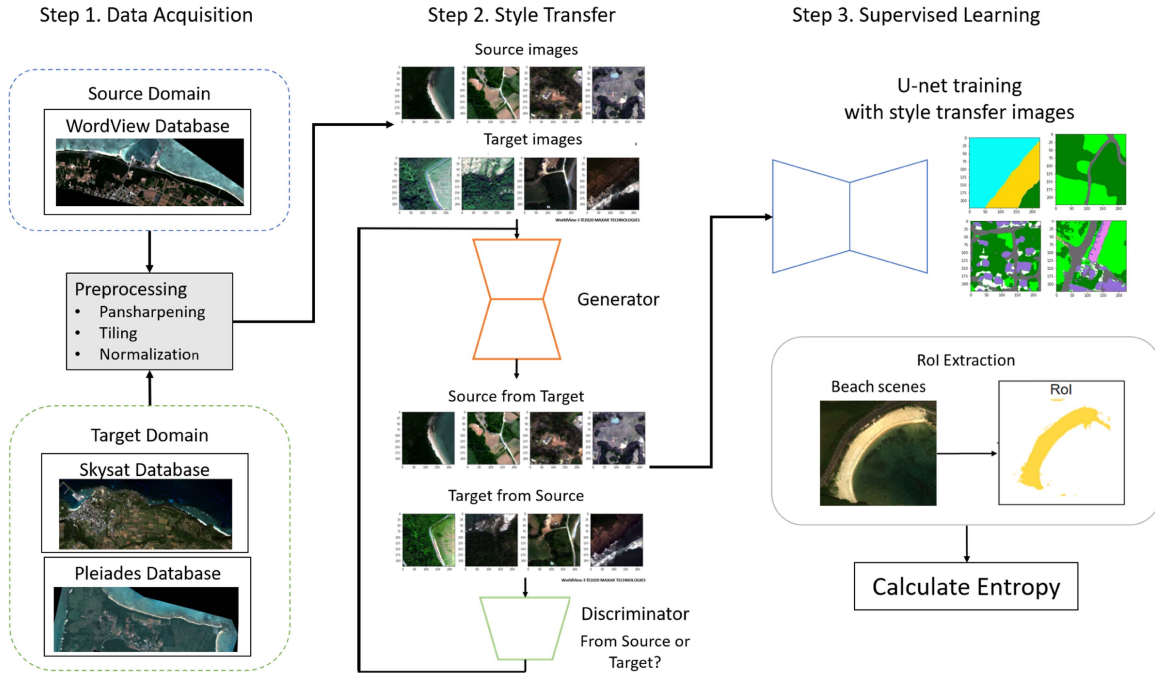 Step 1. Data Acquisition
Source Domain
WordView Database
Preprocessing
• Pansharpening
• Tiling
• Normalization
Target Domain
Skysat Database
Pleiades Database
Step 2. Style Transfer
Source images
Target images
WorldView-3 ©2020 MAXAR TECHNOLOGIES
Generator
Source from Target
Target from Source
WorldView-3 ©2020 MAXAR TECHNOLOGIES
Discriminator
From Source or
Target?
Step 3. Supervised Learning
U-net training
with style transfer images
RoI Extraction
Beach scenes
RoI
Calculate Entropy